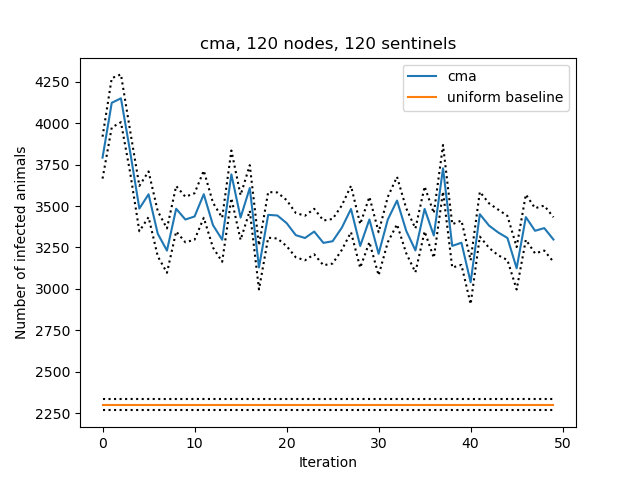 cma, 120 nodes, 120 sentinels
cma
uniform baseline
Number of infected animals
4250
4000
3750
3500
3250
3000
2750
2500
2250
0 10 20 30 40 50
Iteration